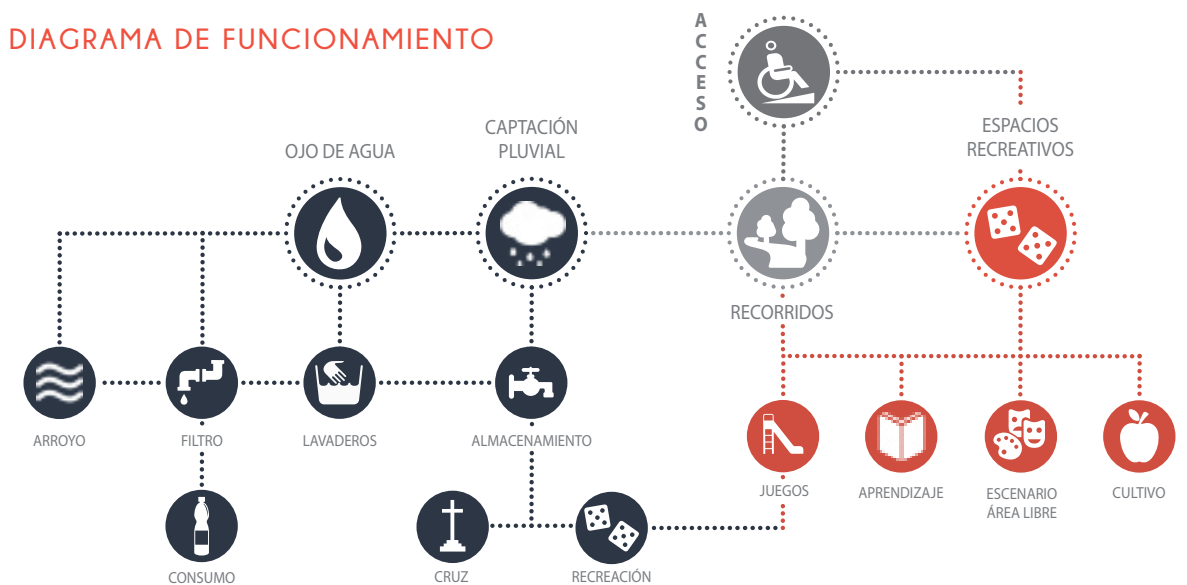 DIAGRAMA DE FUNCIONAMIENTO
ACCESO
ESPACIOS
RECREATIVOS
CAPTACIÓN
PLUVIAL
OJO DE AGUA
RECORRIDOS
ARROYO
FILTRO
LAVADEROS
ALMACENAMIENTO
JUEGOS
APRENDIZAJE
ESCENARIO
ÁREA LIBRE
CULTIVO
CONSUMO
CRUZ
RECREACIÓN